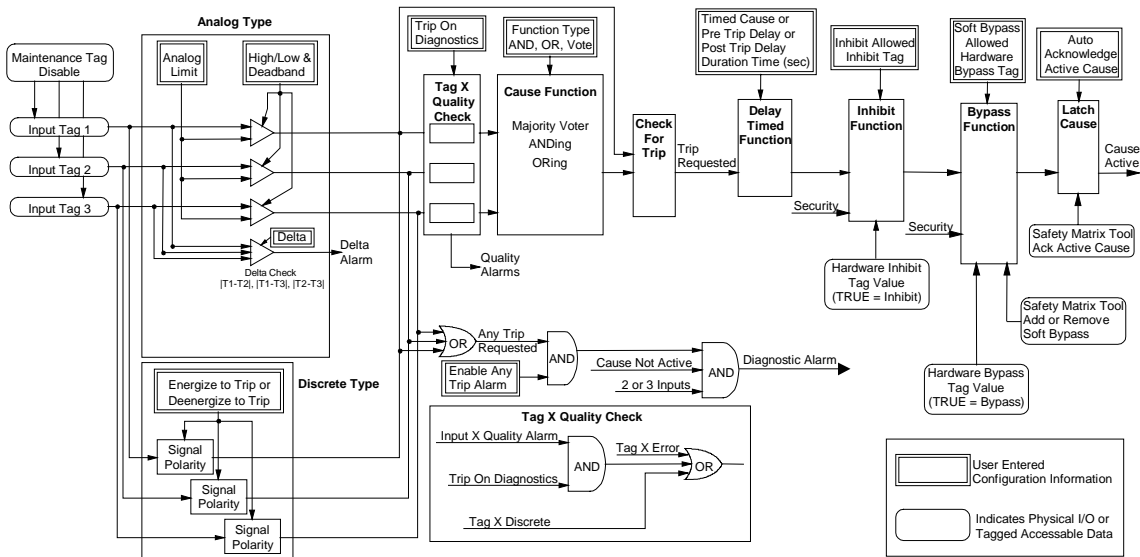 Analog Type
Maintenance Tag
Disable
Input Tag 1
Input Tag 2
Input Tag 3
Analog
Limit
High/Low &
Deadband
Delta
Delta
Alarm
Delta Check
|T1-T2|, |T1-T3|, |T2-T3|
Trip On
Diagnostics
Tag X
Quality
Check
Quality
Alarms
Function Type
AND, OR, Vote
Cause Function
Majority Voter
ANDing
ORing
Check
For
Trip
Trip
Requested
Timed Cause or
Pre Trip Delay or
Post Trip Delay
Duration Time (sec)
Delay
Timed
Function
Security
Inhibit Allowed
Inhibit Tag
Inhibit
Function
Hardware Inhibit
Tag Value
(TRUE = Inhibit)
Security
Soft Bypass
Allowed
Hardware
Bypass Tag
Bypass
Function
Hardware Bypass
Tag Value
(TRUE = Bypass)
Safety Matrix Tool
Add or Remove
Soft Bypass
Auto
Acknowledge
Active Cause
Latch
Cause
Cause
Active
Safety Matrix Tool
Ack Active Cause
OR
Any Trip
Requested
Enable Any
Trip Alarm
AND
Cause Not Active
2 or 3 Inputs
AND
Diagnostic Alarm
Discrete Type
Energize to Trip or
Deenergize to Trip
Signal
Polarity
Signal
Polarity
Signal
Polarity
Tag X Quality Check
Input X Quality Alarm
Trip On Diagnostics
AND
Tag X Error
OR
Tag X Discrete
User Entered
Configuration Information
Indicates Physical I/O or
Tagged Accessable Data